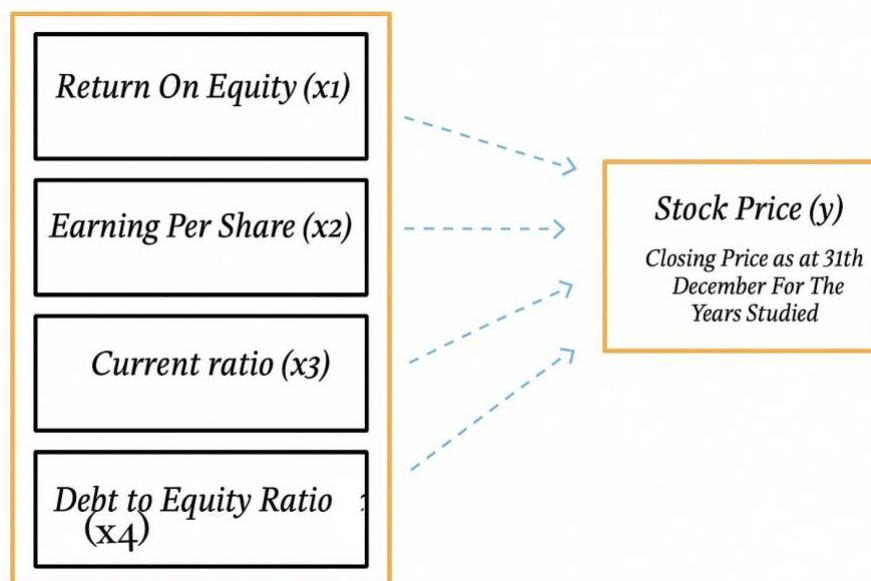 Return On Equity (x1)
Earning Per Share (x2)
Current ratio (x3)
Debt to Equity Ratio
(x4)
Stock Price (y)
Closing Price as at 31th
December For The
Years Studied